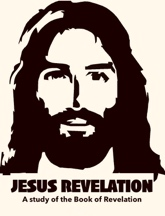 JESUS REVELATION
A study of the Book of Revelation